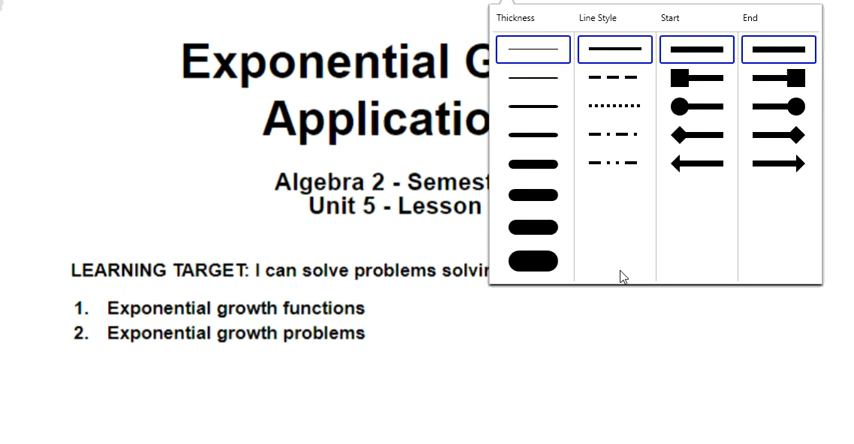 Exponential G
Applicatio
Algebra 2 - Semest
Unit 5 - Lesson
LEARNING TARGET: I can solve problems solvin
1. Exponential growth functions
2. Exponential growth problems
Thickness Line Style Start End